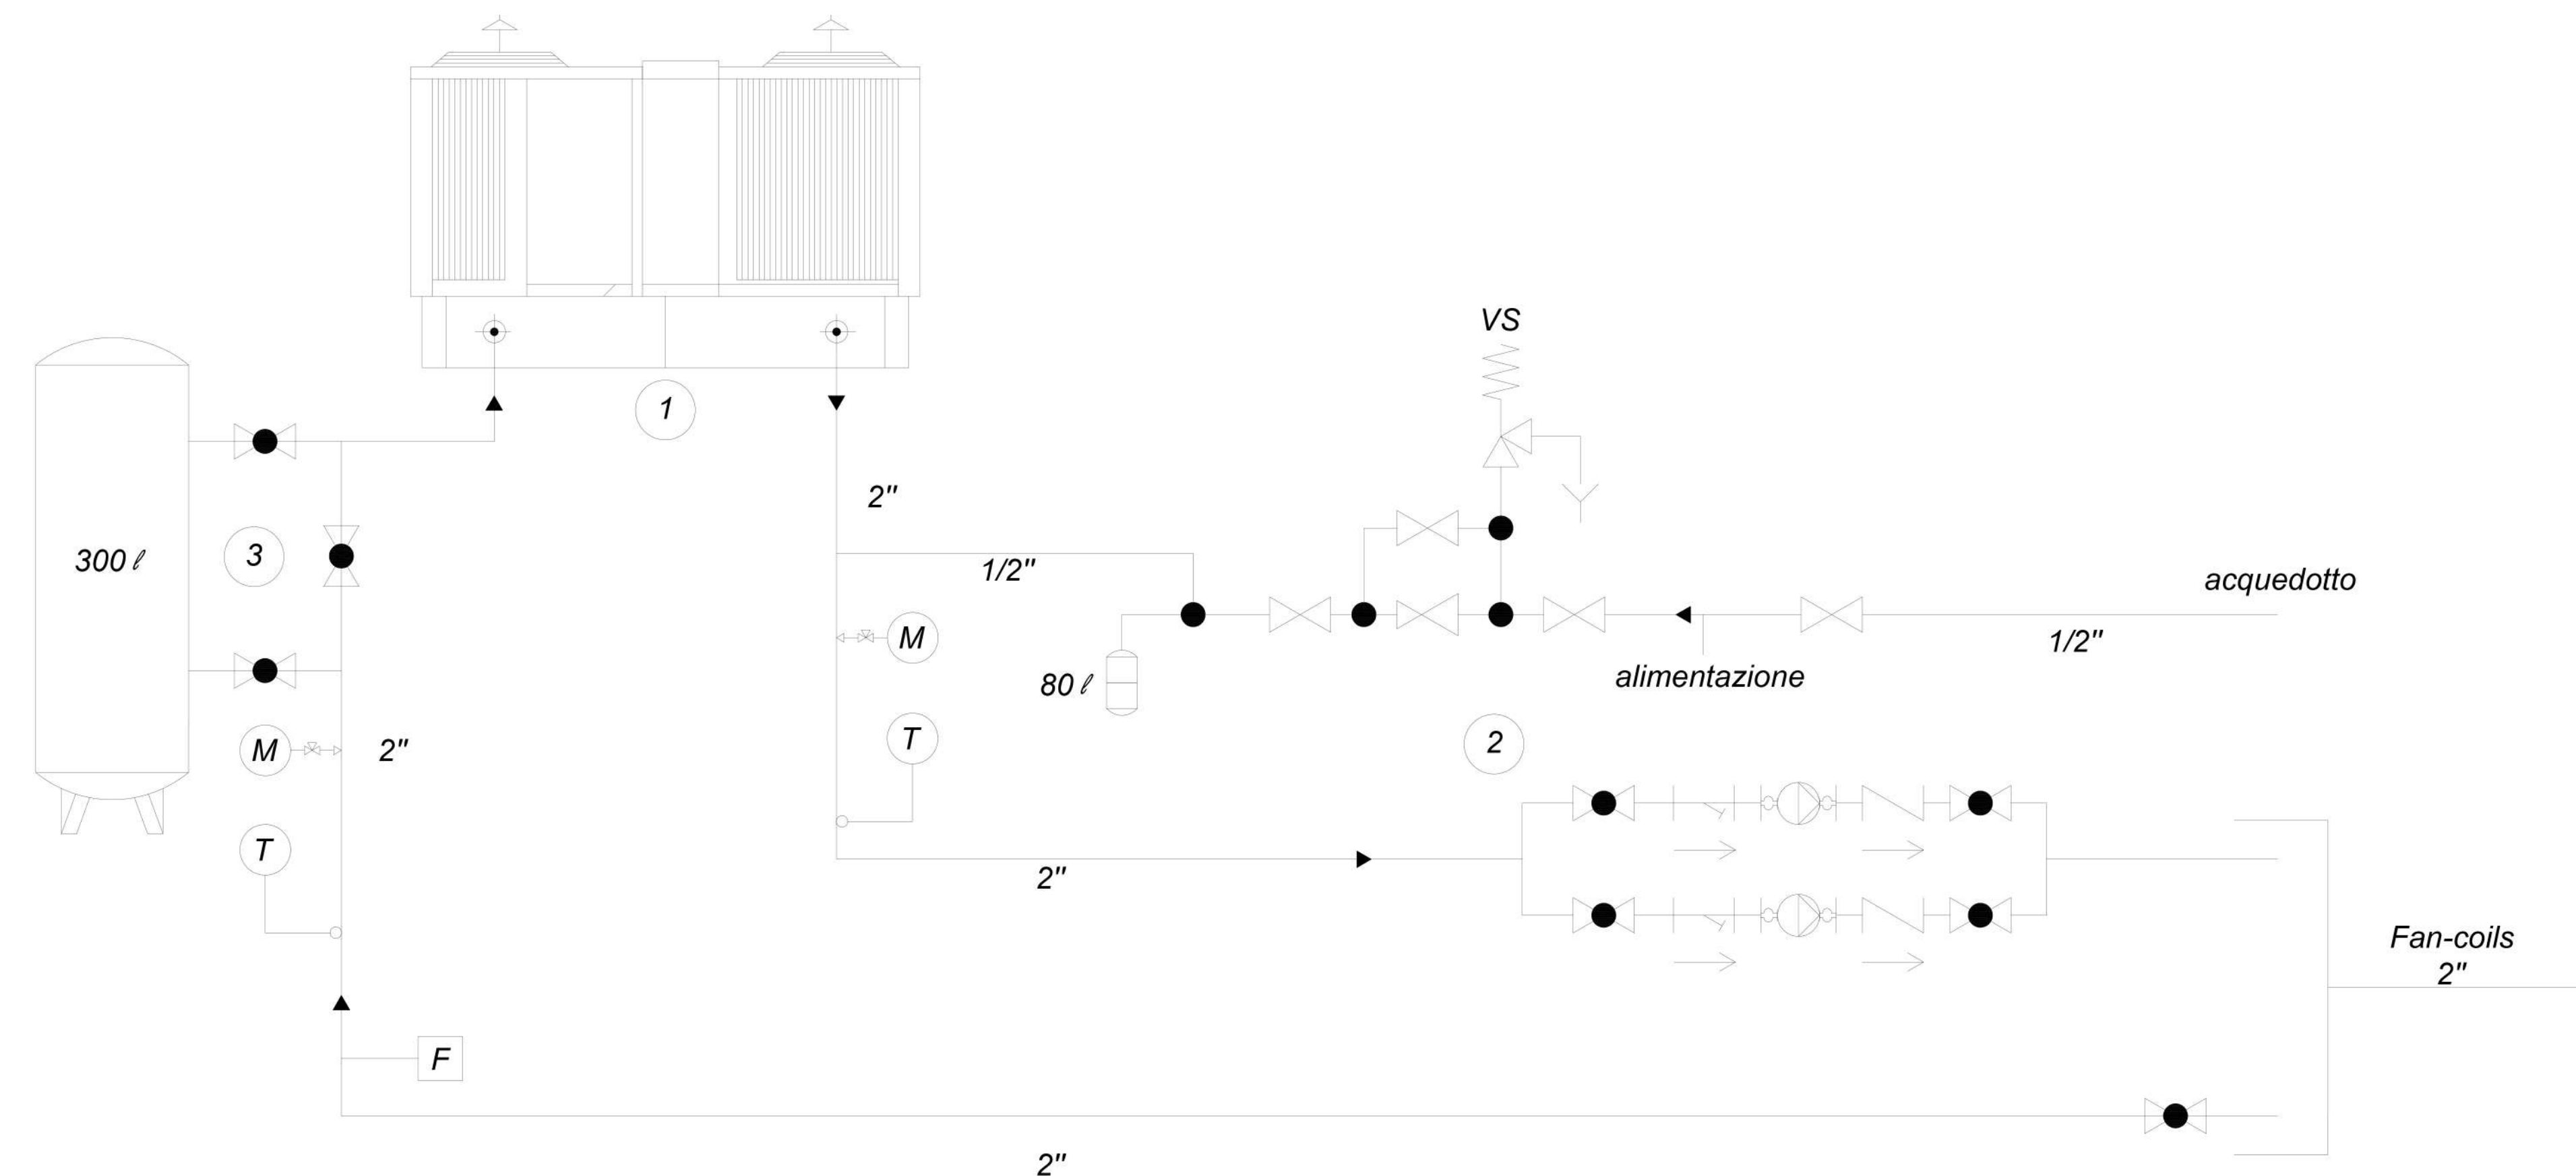 VS
1
2"
300 ℓ
3
1/2"
acquedotto
M
1/2"
80 ℓ
alimentazione
M
2"
T
2
T
2"
Fan-coils
2"
F
2"